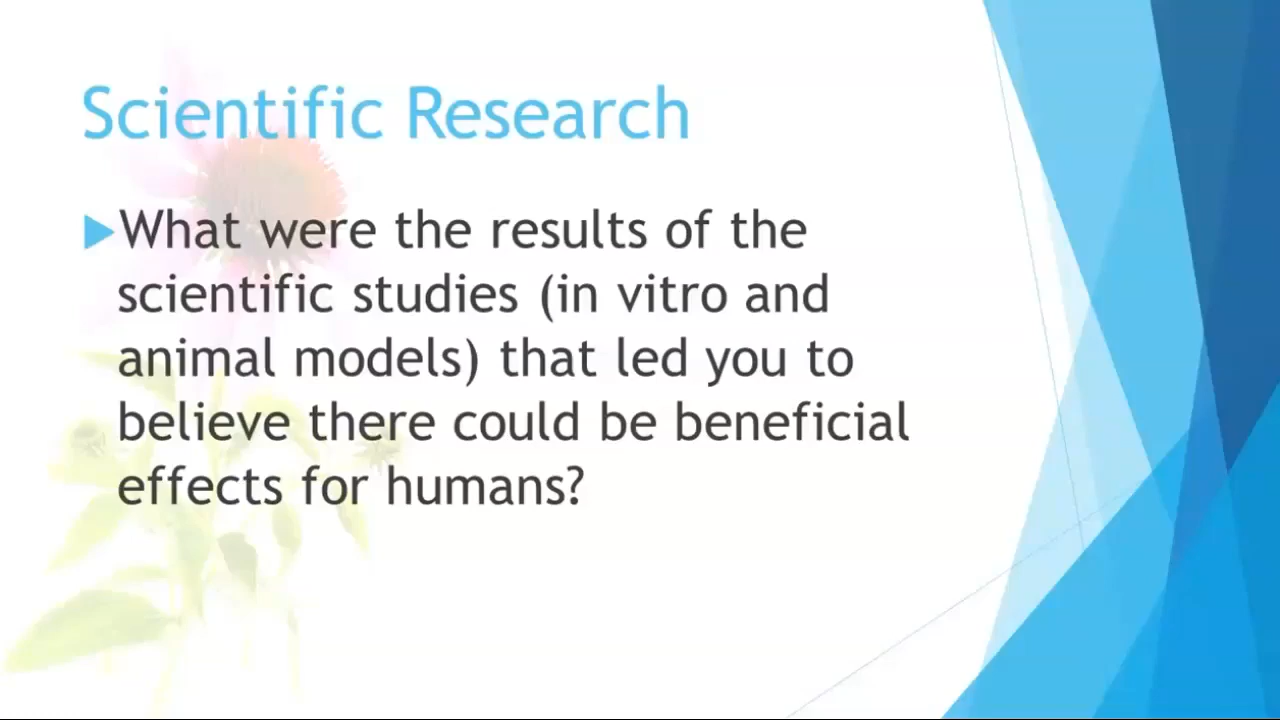 Scientific Research
What were the results of the
scientific studies (in vitro and
animal models) that led you to
believe there could be beneficial
effects for humans?